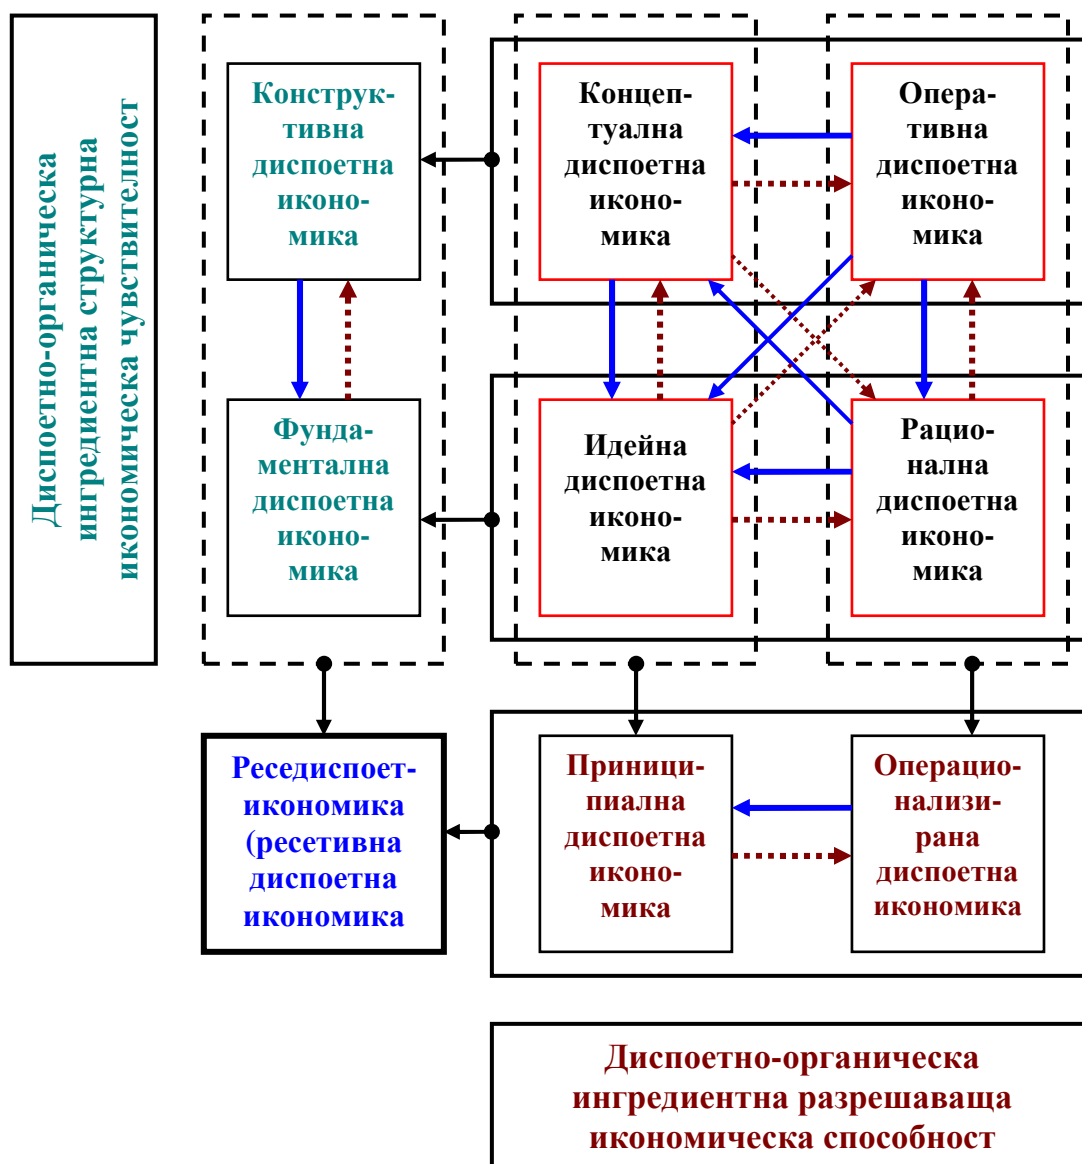 Диспоетно-органическа
ингредиентна структурна
икономическа чувствителност
Конструк-
тивна
диспоетна
иконо-
мика
Концеп-
туална
диспоетна
иконо-
мика
Опера-
тивна
диспоетна
иконо-
мика
Фунда-
ментална
диспоетна
иконо-
мика
Идейна
диспоетна
иконо-
мика
Рацио-
нална
диспоетна
иконо-
мика
Реседиспоет-
икономика
(ресетивна
диспоетна
икономика
Приници-
пиална
диспоетна
иконо-
мика
Операцио-
нализи-
рана
диспоетна
икономика
Диспоетно-органическа
ингредиентна разрешаваща
икономическа способност